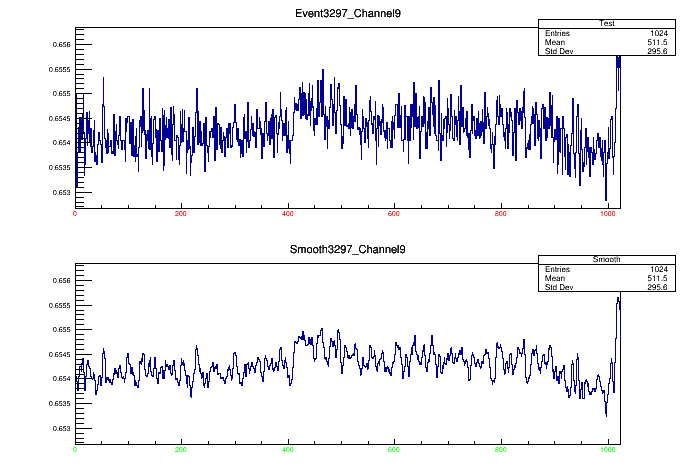 Event3297_Channel9
Test
Entries 1024
Mean 511.5
Std Dev 295.6
0.656
0.6555
0.655
0.6545
0.654
0.6535
0.653
0 200 400 600 800 1000
Smooth3297_Channel9
Smooth
Entries 1024
Mean 511.5
Std Dev 295.6
0.656
0.6555
0.655
0.6545
0.654
0.6535
0.653
0 200 400 600 800 1000